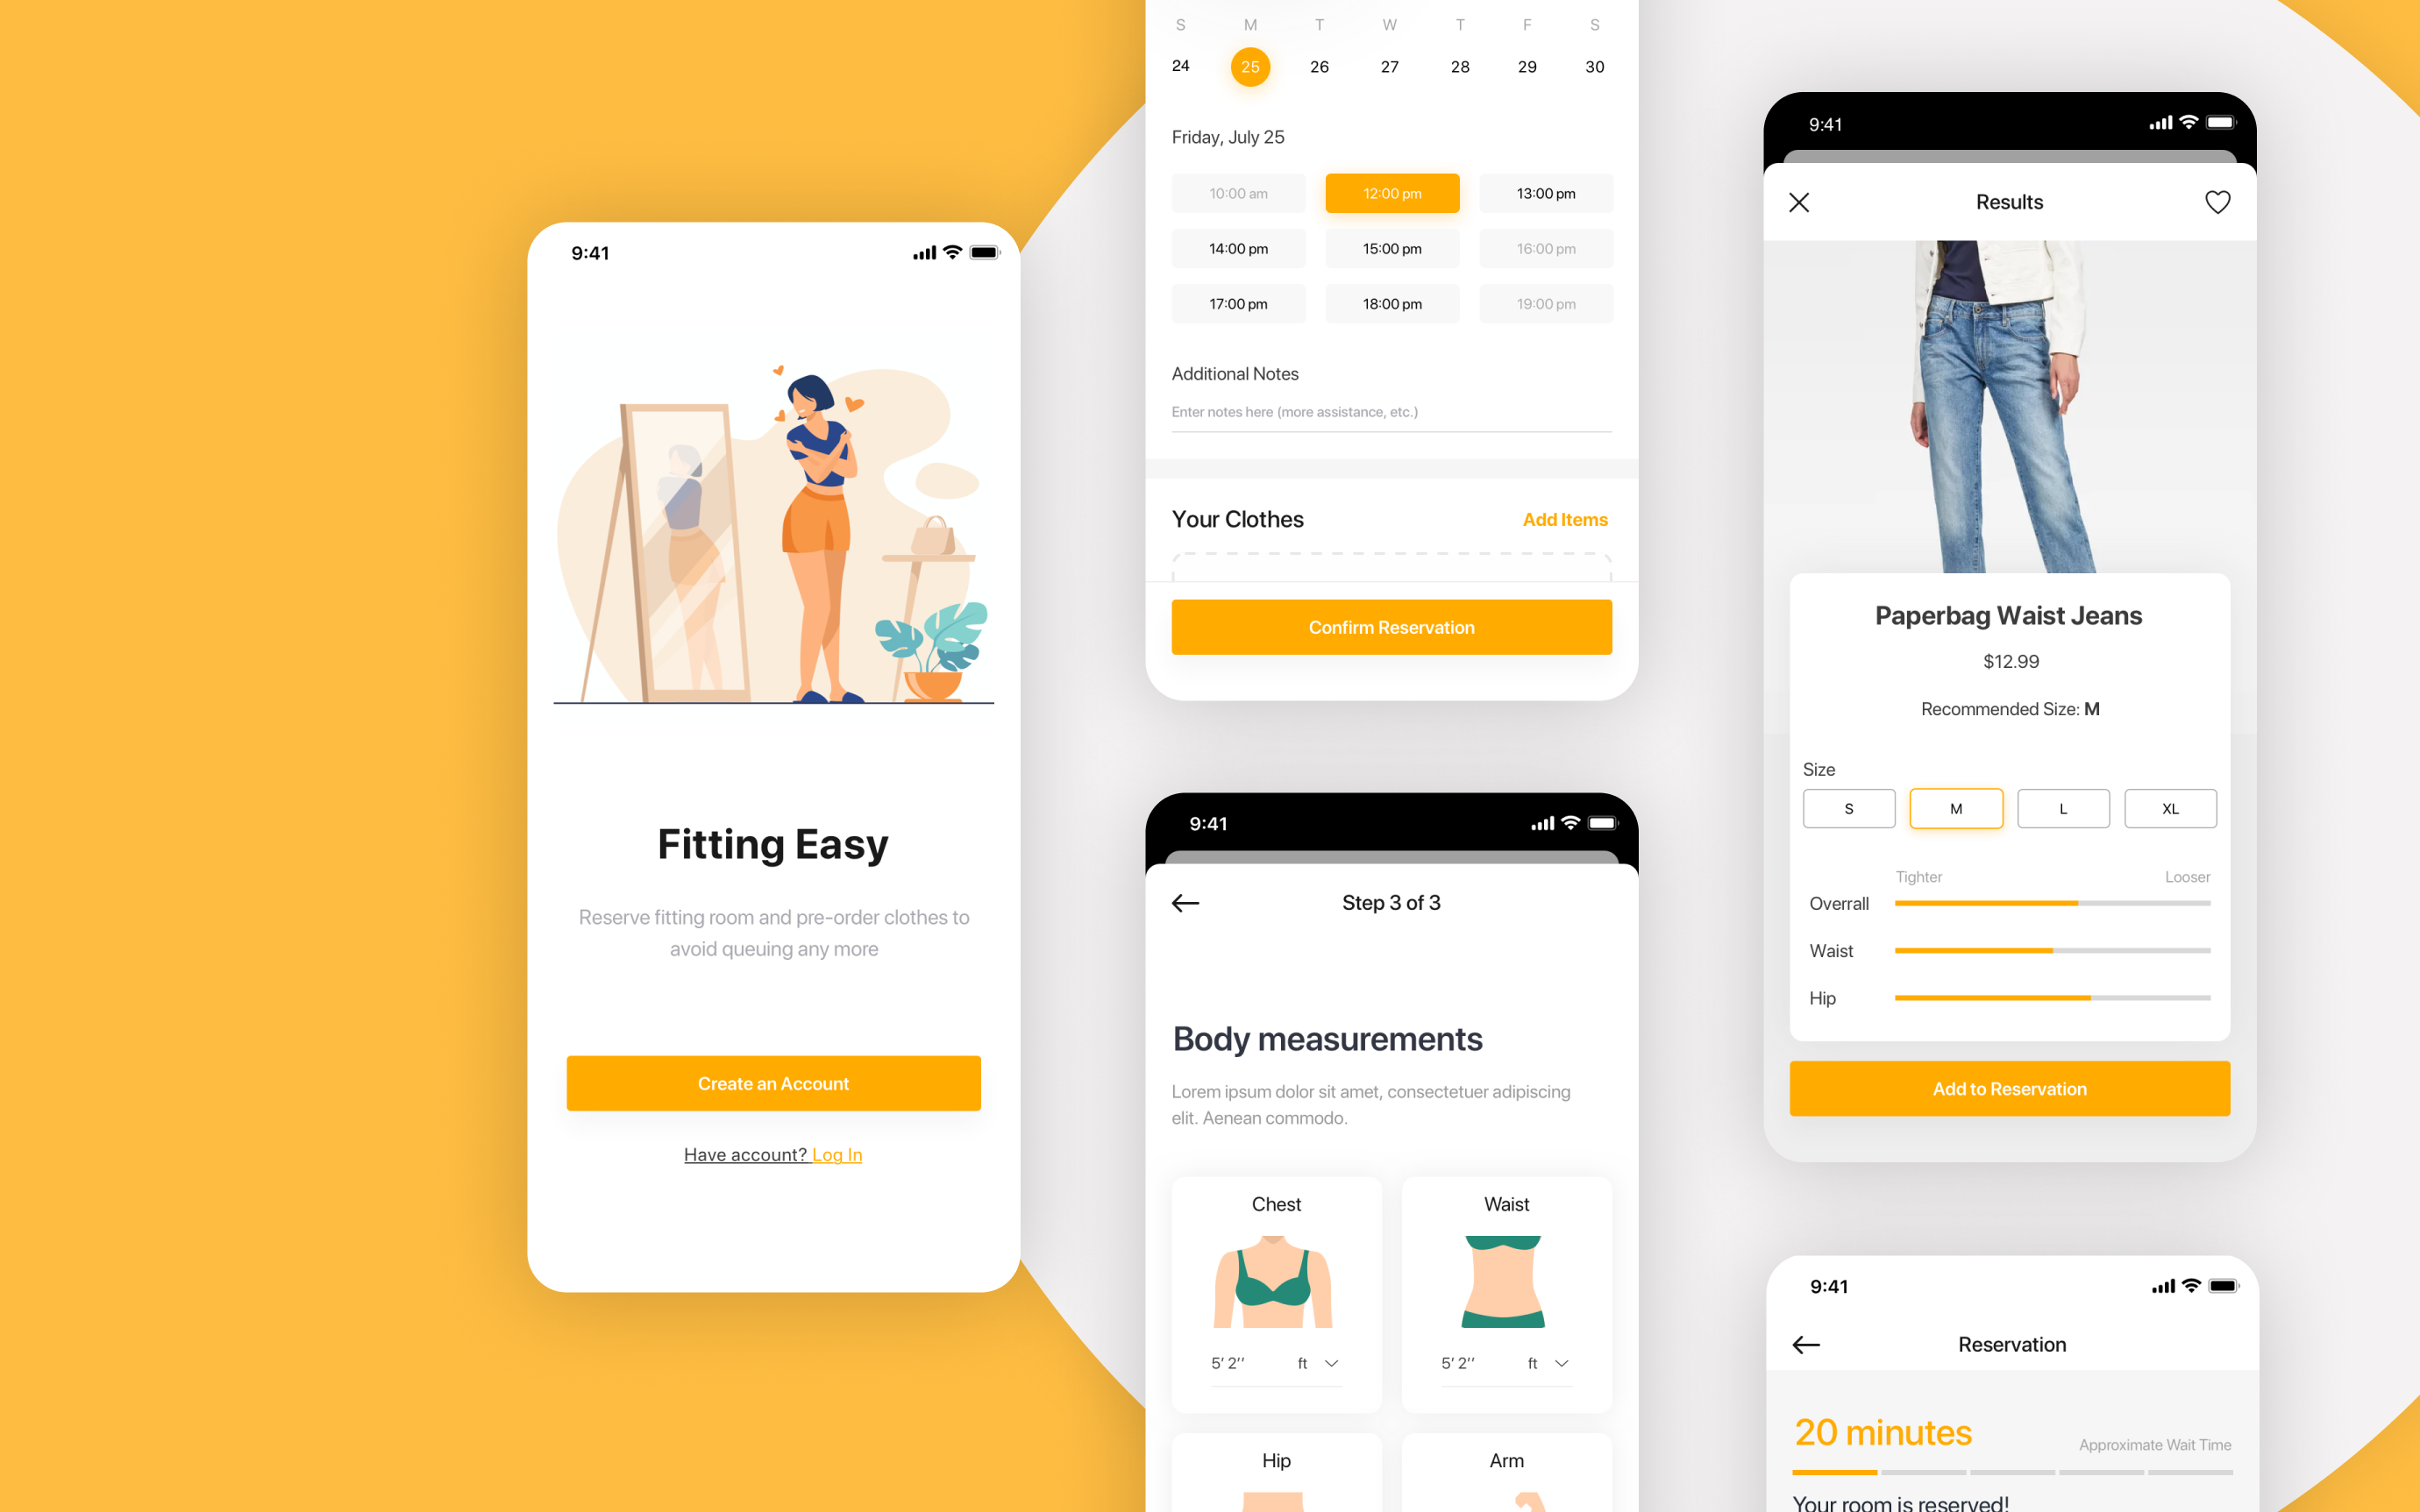 9:41
Fitting Easy
Reserve fitting room and pre-order clothes to
avoid queuing any more
Create an Account
Have account? Log In
S M T W T F S
24 25 26 27 28 29 30
Friday, July 25
10:00 am 12:00 pm 13:00 pm
14:00 pm 15:00 pm 16:00 pm
17:00 pm 18:00 pm 19:00 pm
Additional Notes
Enter notes here (more assistance, etc.)
Your Clothes Add Items
Confirm Reservation
9:41
Step 3 of 3
Body measurements
Lorem ipsum dolor sit amet, consectetuer adipiscing
elit. Aenean commodo.
Chest Waist
5' 2'' ft 5' 2'' ft
Hip Arm
9:41
Results
Paperbag Waist Jeans
$12.99
Recommended Size: M
Size
S M L XL
Tighter Looser
Overrall
Waist
Hip
Add to Reservation
9:41
Reservation
20 minutes Approximate Wait Time
Your room is reserved!